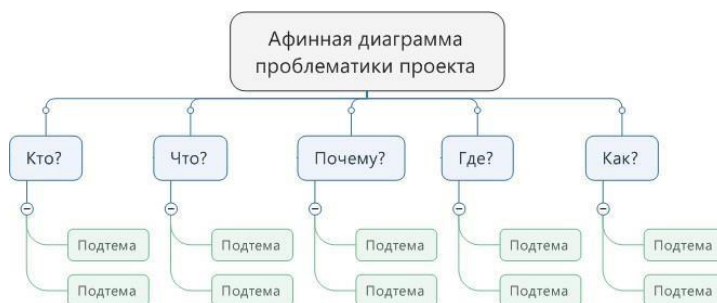 Афинная диаграмма
проблематики проекта
Кто?
Что?
Почему?
Где?
Как?
Подтема
Подтема
Подтема
Подтема
Подтема
Подтема
Подтема
Подтема
Подтема
Подтема